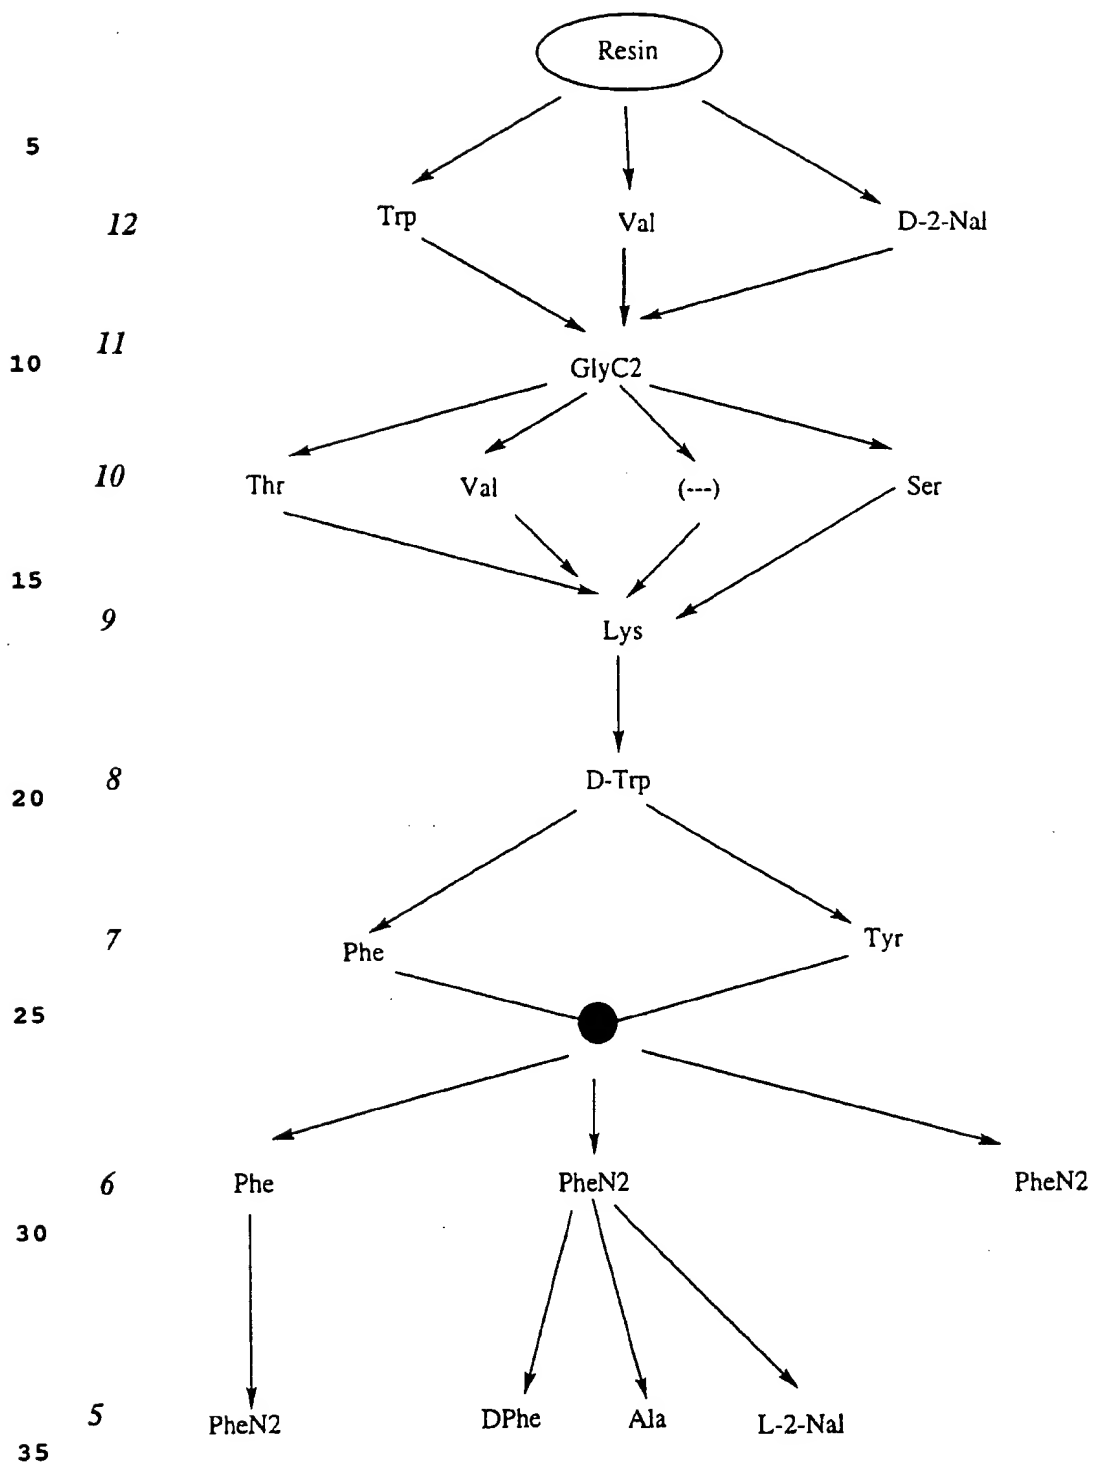 Resin
5
12 Trp Val D-2-Nal
11
10 GlyC2
10 Thr Val (---) Ser
15
9 Lys
8 D-Trp
20
7 Phe Tyr
25
6 Phe PheN2 PheN2
30
5 PheN2 DPhe Ala L-2-Nal
35